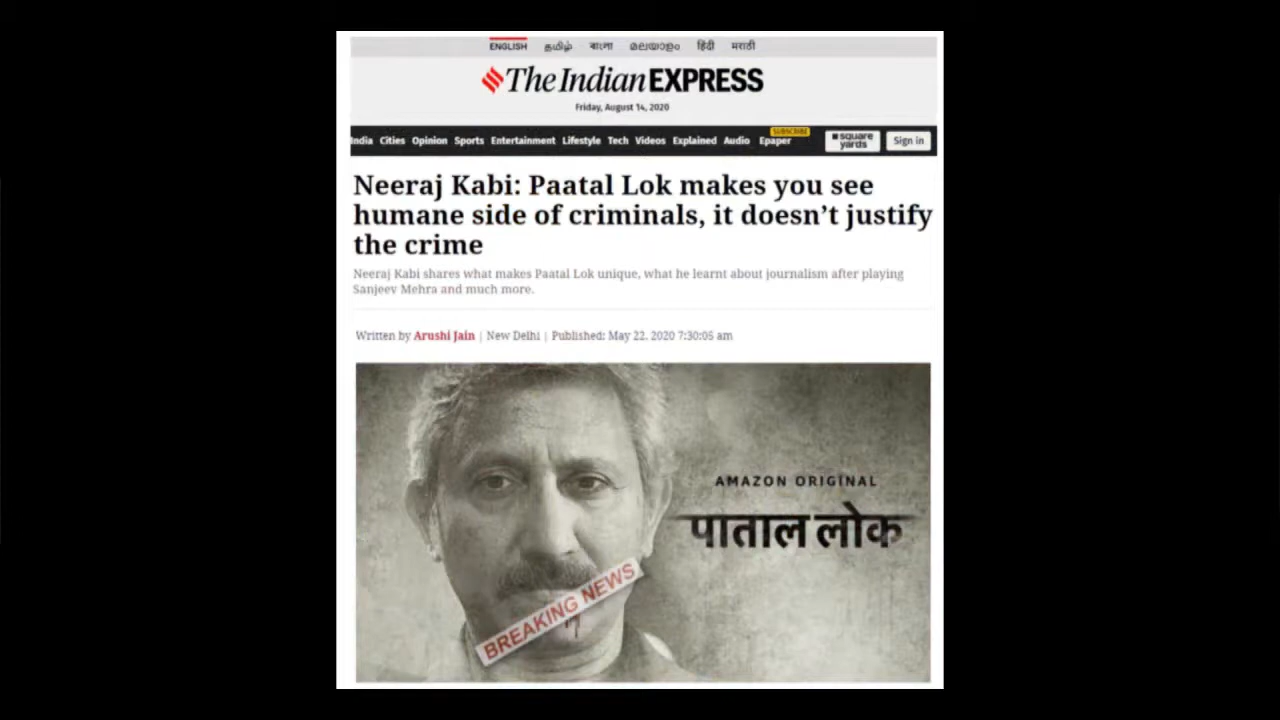 ENGLISH தமிழ் বাংলা മലയാളം हिंदी मराठी
The Indian EXPRESS
Friday, August 14, 2020
SUBSCRIBE
India Cities Opinion Sports Entertainment Lifestyle Tech Videos Explained Audio Epaper square yards Sign in
Neeraj Kabi: Paatal Lok makes you see
humane side of criminals, it doesn’t justify
the crime
Neeraj Kabi shares what makes Paatal Lok unique, what he learnt about journalism after playing
Sanjeev Mehra and much more.
Written by Arushi Jain | New Delhi | Published: May 22, 2020 7:30:05 am
AMAZON ORIGINAL
पाताल लोक
BREAKING NEWS